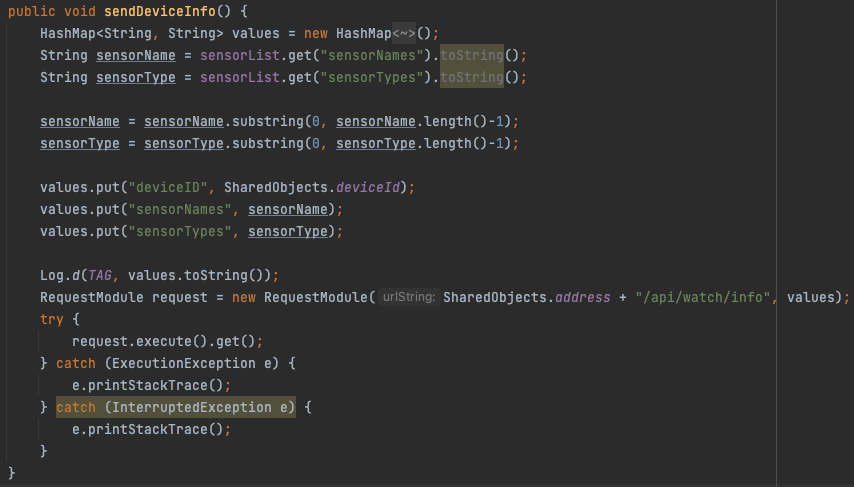 public void sendDeviceInfo() {
    HashMap<String, String> values = new HashMap<~>();
    String sensorName = sensorList.get("sensorNames").toString();
    String sensorType = sensorList.get("sensorTypes").toString();

    sensorName = sensorName.substring(0, sensorName.length()-1);
    sensorType = sensorType.substring(0, sensorType.length()-1);

    values.put("deviceID", SharedObjects.deviceId);
    values.put("sensorNames", sensorName);
    values.put("sensorTypes", sensorType);

    Log.d(TAG, values.toString());
    RequestModule request = new RequestModule( urlString: SharedObjects.address + "/api/watch/info", values);
    try {
        request.execute().get();
    } catch (ExecutionException e) {
        e.printStackTrace();
    } catch (InterruptedException e) {
        e.printStackTrace();
    }
}